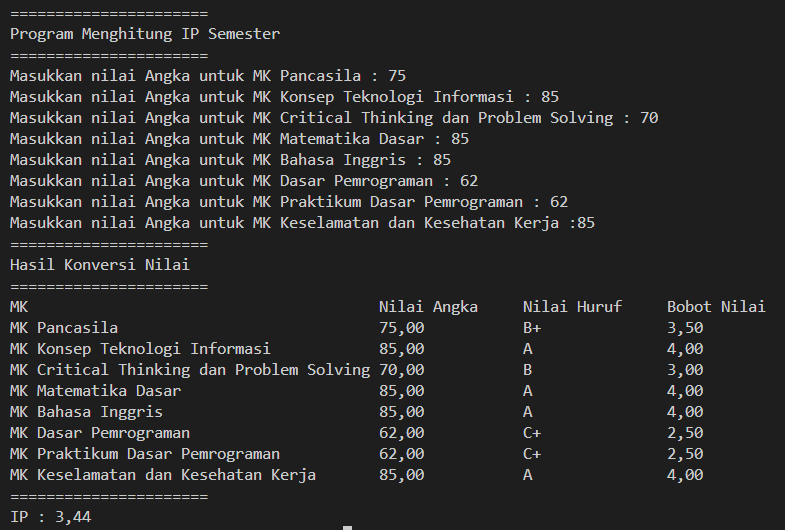 ======================
Program Menghitung IP Semester
======================
Masukkan nilai Angka untuk MK Pancasila : 75
Masukkan nilai Angka untuk MK Konsep Teknologi Informasi : 85
Masukkan nilai Angka untuk MK Critical Thinking dan Problem Solving : 70
Masukkan nilai Angka untuk MK Matematika Dasar : 85
Masukkan nilai Angka untuk MK Bahasa Inggris : 85
Masukkan nilai Angka untuk MK Dasar Pemrograman : 62
Masukkan nilai Angka untuk MK Praktikum Dasar Pemrograman : 62
Masukkan nilai Angka untuk MK Keselamatan dan Kesehatan Kerja :85
======================
Hasil Konversi Nilai
======================
MK                                       Nilai Angka     Nilai Huruf     Bobot Nilai
MK Pancasila                             75,00           B+              3,50
MK Konsep Teknologi Informasi            85,00           A               4,00
MK Critical Thinking dan Problem Solving 70,00           B               3,00
MK Matematika Dasar                      85,00           A               4,00
MK Bahasa Inggris                        85,00           A               4,00
MK Dasar Pemrograman                     62,00           C+              2,50
MK Praktikum Dasar Pemrograman           62,00           C+              2,50
MK Keselamatan dan Kesehatan Kerja       85,00           A               4,00
======================
IP : 3,44